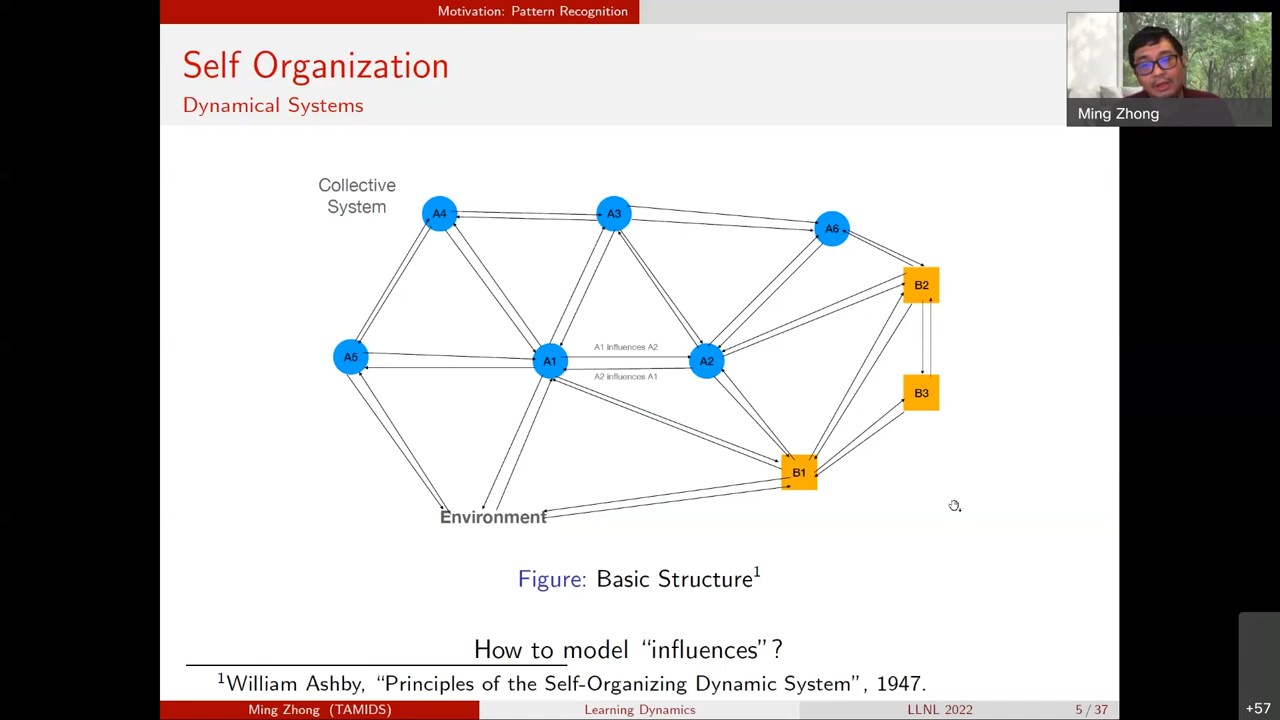 Motivation: Pattern Recognition
Self Organization
Dynamical Systems
Ming Zhong
Collective
System
A4
A3
A6
B2
A5
A1
A1 influences A2
A2 influences A1
A2
B3
B1
Environment
Figure: Basic Structure¹
How to model “influences”?
¹William Ashby, “Principles of the Self-Organizing Dynamic System”, 1947.
Ming Zhong (TAMIDS)
Learning Dynamics
LLNL 2022
5 / 37
+57